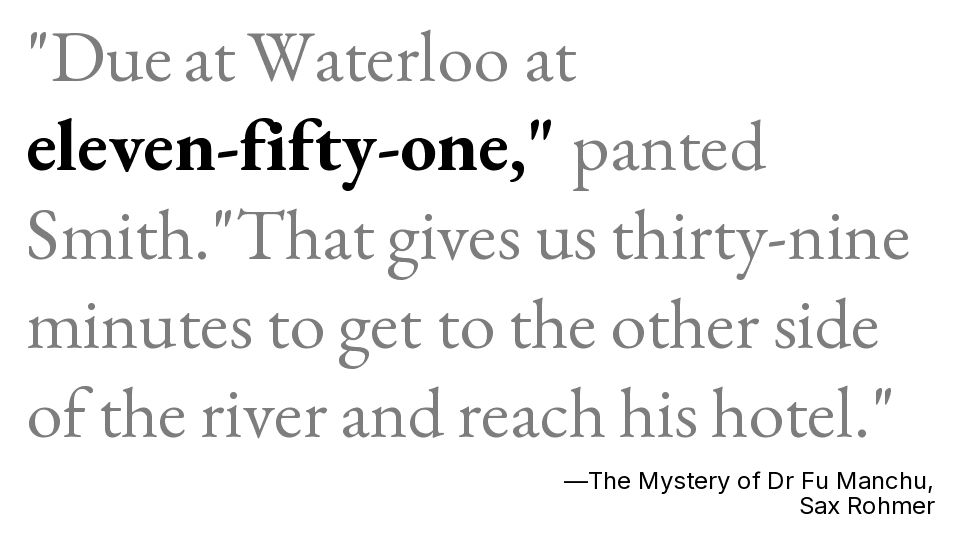 "Due at Waterloo at
eleven-fifty-one," panted
Smith."That gives us thirty-nine
minutes to get to the other side
of the river and reach his hotel."
—The Mystery of Dr Fu Manchu,
Sax Rohmer